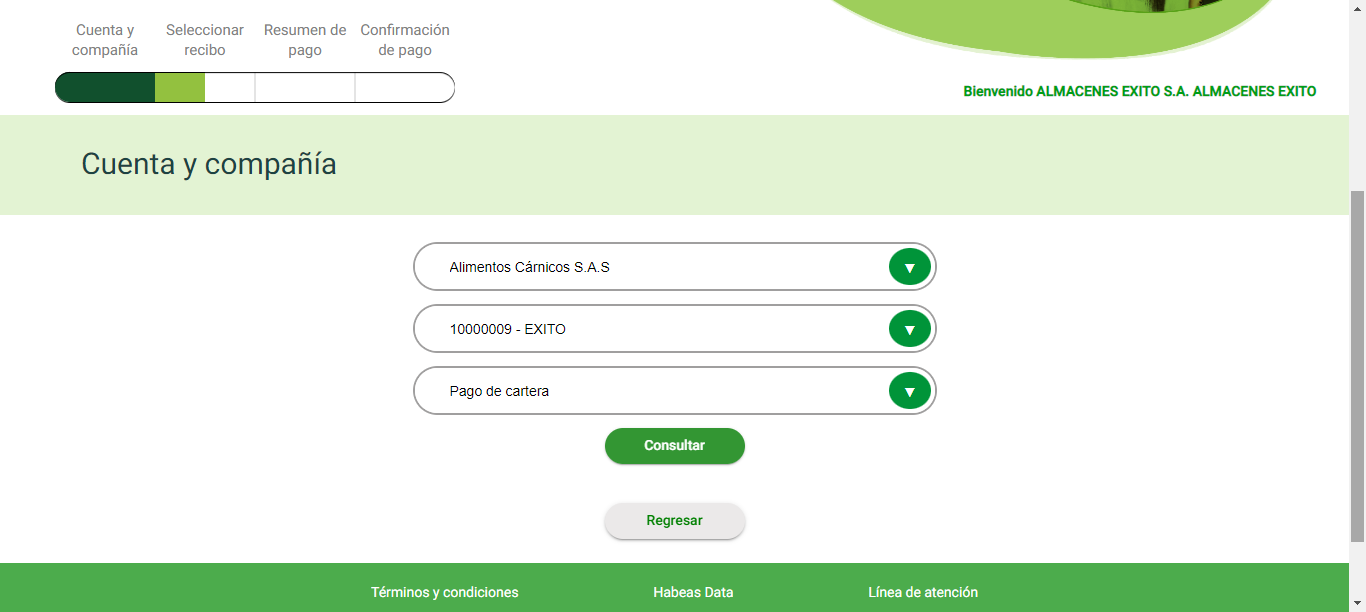 Cuenta y compañía
Seleccionar recibo
Resumen de pago
Confirmación de pago
Bienvenido ALMACENES EXITO S.A. ALMACENES EXITO
Cuenta y compañía
Alimentos Cárnicos S.A.S
10000009 - EXITO
Pago de cartera
Consultar
Regresar
Términos y condiciones
Habeas Data
Línea de atención